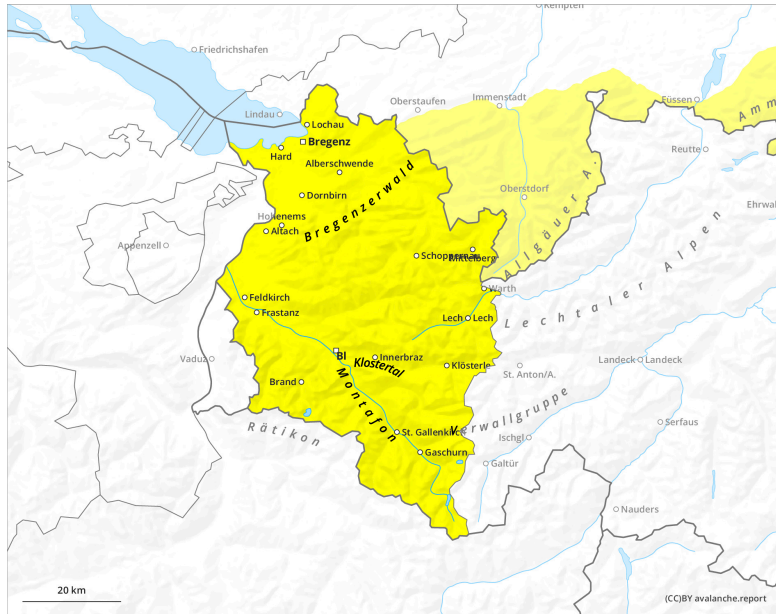 Kempten
Friedrichshafen
Füssen
Immenstadt
Oberstaufen
Lindau
Lochau
Bregenz
Hard
Reutte
Alberschwende
Bregenzerwald
Allgäuer A.
Oberstdorf
Dornbirn
Hohenems
Altach
Appenzell
Schoppernau
Mittelberg
Warth
Lechtaler Alpen
Feldkirch
Frastanz
Lech
Lech
Vaduz
Bl
Innerbraz
Klostertal
Klösterle
St. Anton/A.
Landeck
Landeck
Brand
Montafon
Verwallgruppe
Rätikon
St. Gallenkirch
Ischgl
Serfaus
Gaschurn
Galtür
Nauders
20 km
(CC)BY avalanche.report